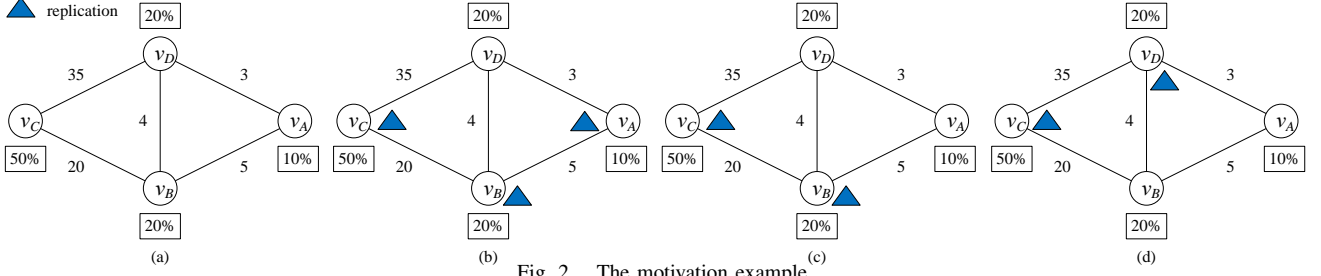 replication
20%
v_D
35
3
v_C
4
v_A
50%
10%
20
5
v_B
20%
(a)
20%
v_D
35
3
v_C
4
v_A
50%
10%
20
5
v_B
20%
(b)
20%
v_D
35
3
v_C
4
v_A
50%
10%
20
5
v_B
20%
(c)
20%
v_D
35
3
v_C
4
v_A
50%
10%
20
5
v_B
20%
(d)
Fig. 2. The motivation example